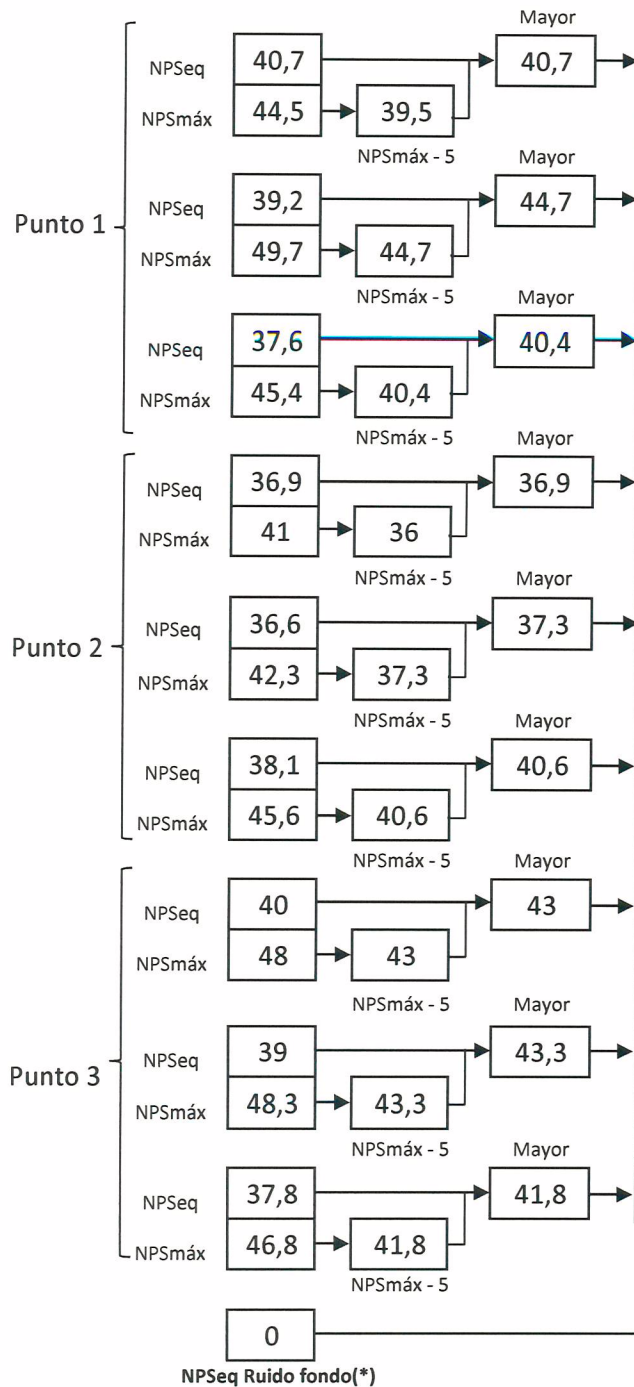 Mayor
NPSeq 40,7 40,7
NPSmáx 44,5 39,5
NPSmáx - 5
Mayor
NPSeq 39,2 44,7
Punto 1
NPSmáx 49,7 44,7
NPSmáx - 5
Mayor
NPSeq 37,6 40,4
NPSmáx 45,4 40,4
NPSmáx - 5
Mayor
NPSeq 36,9 36,9
NPSmáx 41 36
NPSmáx - 5
Mayor
NPSeq 36,6 37,3
Punto 2
NPSmáx 42,3 37,3
NPSmáx - 5
Mayor
NPSeq 38,1 40,6
NPSmáx 45,6 40,6
NPSmáx - 5
Mayor
NPSeq 40 43
NPSmáx 48 43
NPSmáx - 5
Mayor
NPSeq 39 43,3
Punto 3
NPSmáx 48,3 43,3
NPSmáx - 5
Mayor
NPSeq 37,8 41,8
NPSmáx 46,8 41,8
NPSmáx - 5
0
NPSeq Ruido fondo(*)